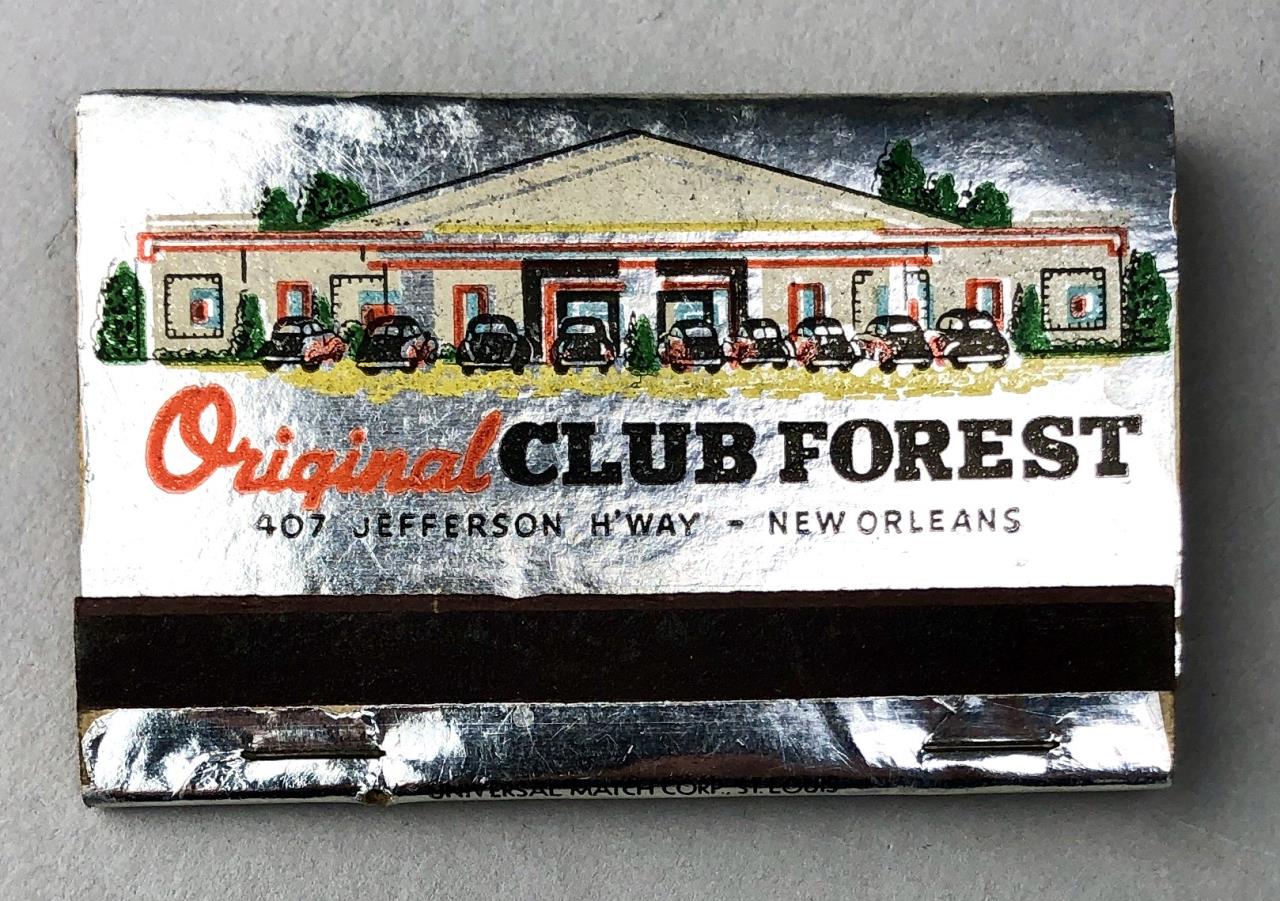 Original CLUB FOREST
407 JEFFERSON H'WAY - NEW ORLEANS
UNIVERSAL MATCH CORP., ST. LOUIS